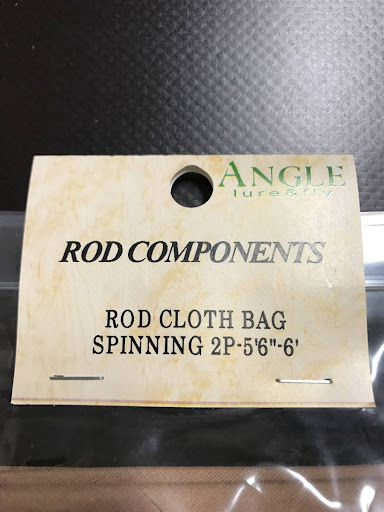 ANGLE
lure&fly
ROD COMPONENTS
ROD CLOTH BAG
SPINNING 2P-5'6"-6'